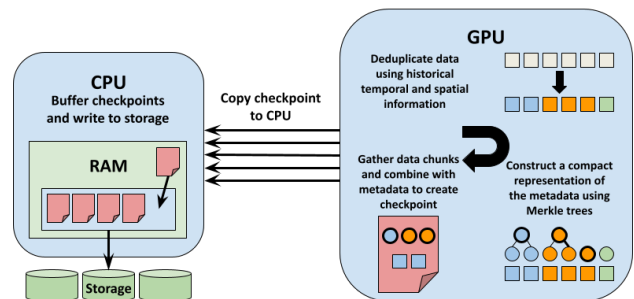 GPU
Deduplicate data
using historical
temporal and spatial
information
CPU
Buffer checkpoints
and write to storage
Copy checkpoint
to CPU
RAM
Gather data chunks
and combine with
metadata to create
checkpoint
Construct a compact
representation of
the metadata using
Merkle trees
Storage